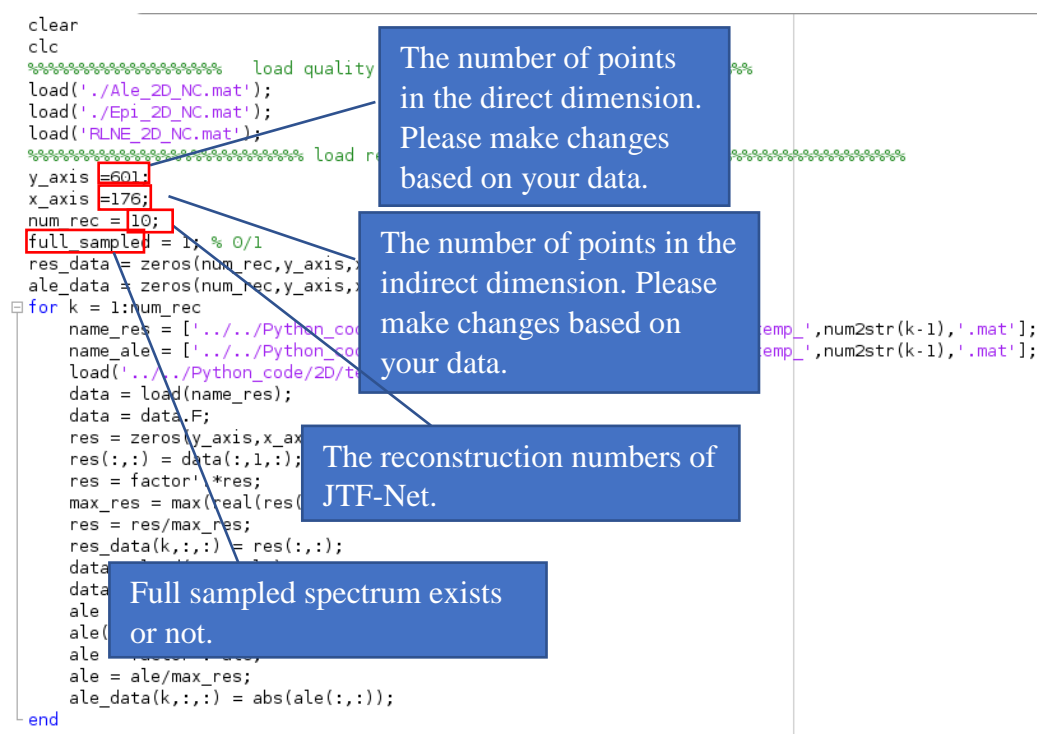 clear
clc
%%%%%%%%%%%%%%%%%%% load quality %%
load('./Ale_2D_NC.mat');
load('./Epi_2D_NC.mat');
load('RLNE_2D_NC.mat');
%%%%%%%%%%%%%%%%%%%%%%%%%%% load re %%%%%%%%%%%%%%%%%%%
y_axis =601;
x_axis =176;
num_rec = 10;
full_sampled = 1; % 0/1
res_data = zeros(num_rec,y_axis,x
ale_data = zeros(num_rec,y_axis,x
for k = 1:num_rec
name_res = ['../../Python_cod emp_',num2str(k-1),'.mat'];
name_ale = ['../../Python_cod emp_',num2str(k-1),'.mat'];
load('../../Python_code/2D/te
data = load(name_res);
data = data.F;
res = zeros(y_axis,x_ax
res(:,:) = data(:,1,:);
res = factor'.*res;
max_res = max(real(res(
res = res/max_res;
res_data(k,:,:) = res(:,:);
data
data
ale
ale(
ale
ale = ale/max_res;
ale_data(k,:,:) = abs(ale(:,:));
end
The number of points
in the direct dimension.
Please make changes
based on your data.
The number of points in the
indirect dimension. Please
make changes based on
your data.
The reconstruction numbers of
JTF-Net.
Full sampled spectrum exists
or not.